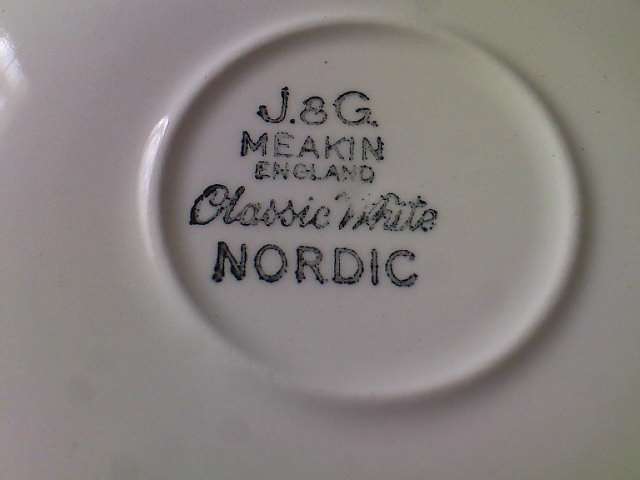 J.&G.
MEAKIN
ENGLAND
Classic White
NORDIC